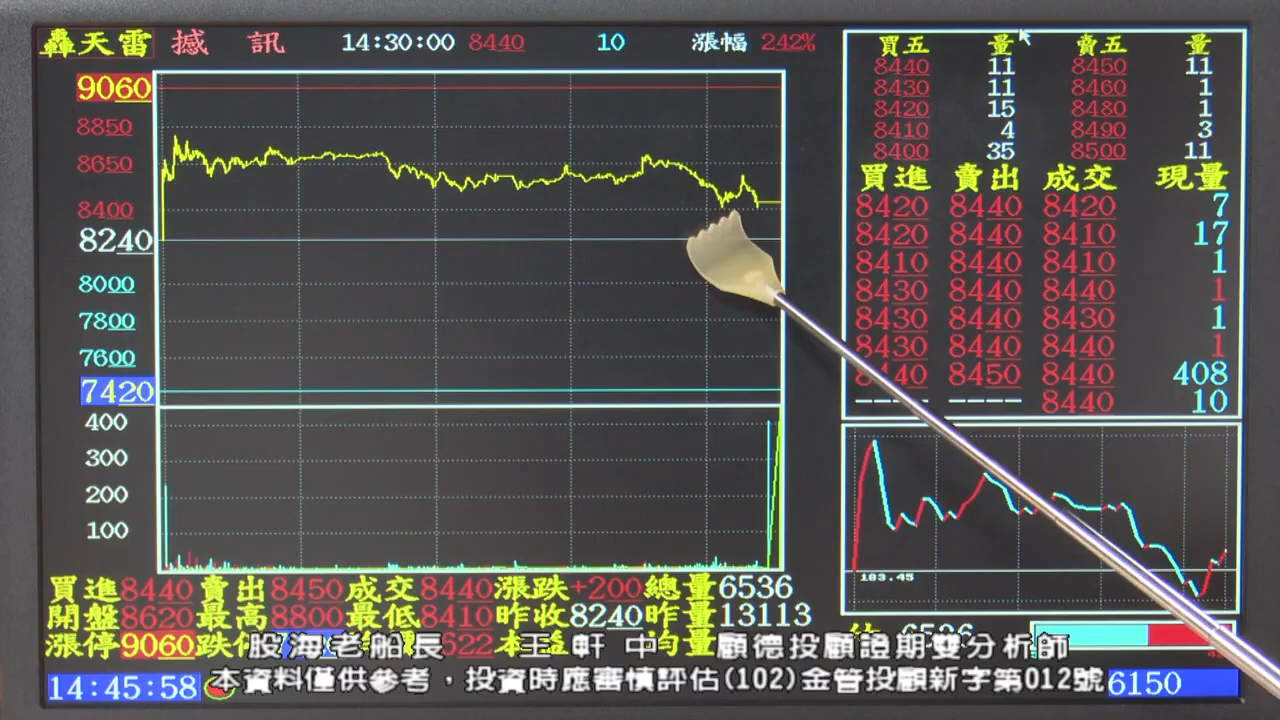 轟天雷 撼訊 14:30:00 8440 10 漲幅 242%
9060
8850
8650
8400
8240
8000
7800
7600
7420
400
300
200
100
買五 量 賣五 量
8440 11 8450 11
8430 11 8460 1
8420 15 8480 1
8410 4 8490 3
8400 35 8500 11
買進 賣出 成交 現量
8420 8440 8420 7
8420 8440 8410 17
8410 8440 8410 1
8430 8440 8440 1
8430 8440 8430 1
8430 8440 8440 1
8450 8440 408
---- ---- 8440 10
183.45
買進8440 賣出8450 成交8440 漲跌+200 總量6536
開盤8620 最高8800 最低8410 昨收8240 昨量13113
漲停9060 跌停
股海老船長 王軒中 顧德投顧證期雙分析師
14:45:58 6150
本資料僅供參考，投資時應審慎評估(102)金管投顧新字第012號